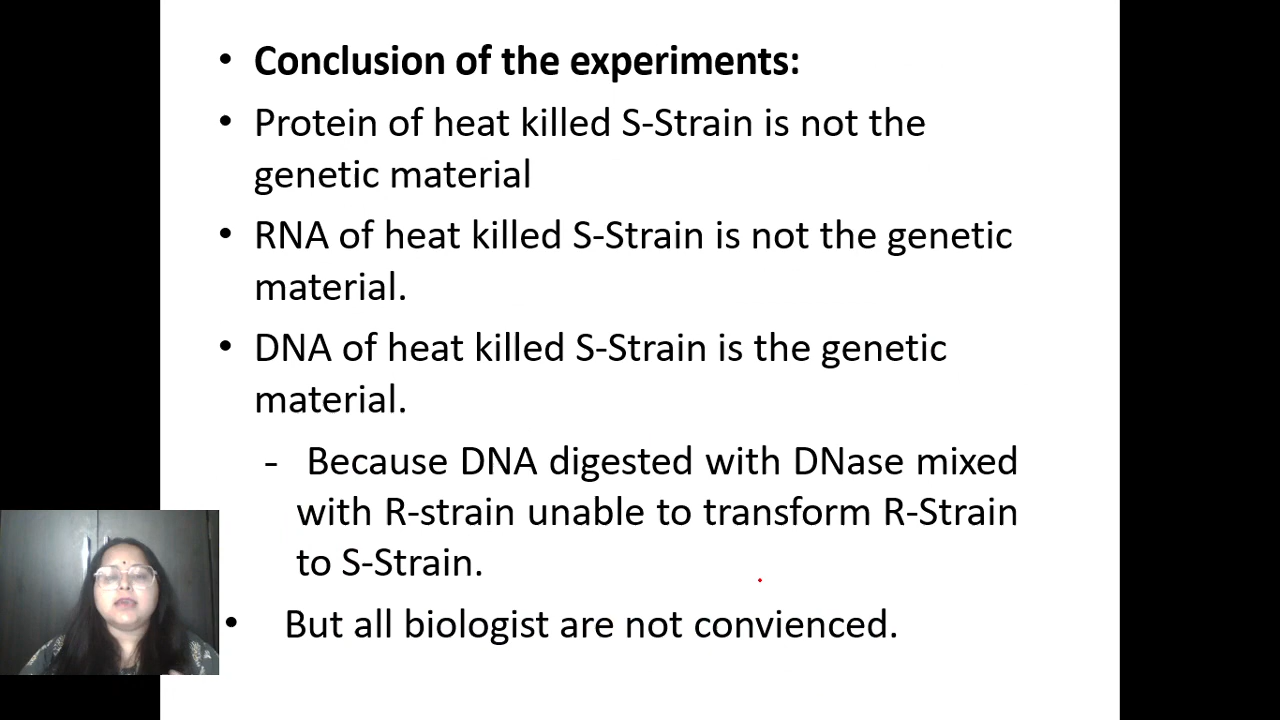 • Conclusion of the experiments:
• Protein of heat killed S-Strain is not the
genetic material
• RNA of heat killed S-Strain is not the genetic
material.
• DNA of heat killed S-Strain is the genetic
material.
- Because DNA digested with DNase mixed
with R-strain unable to transform R-Strain
to S-Strain.
• But all biologist are not convienced.